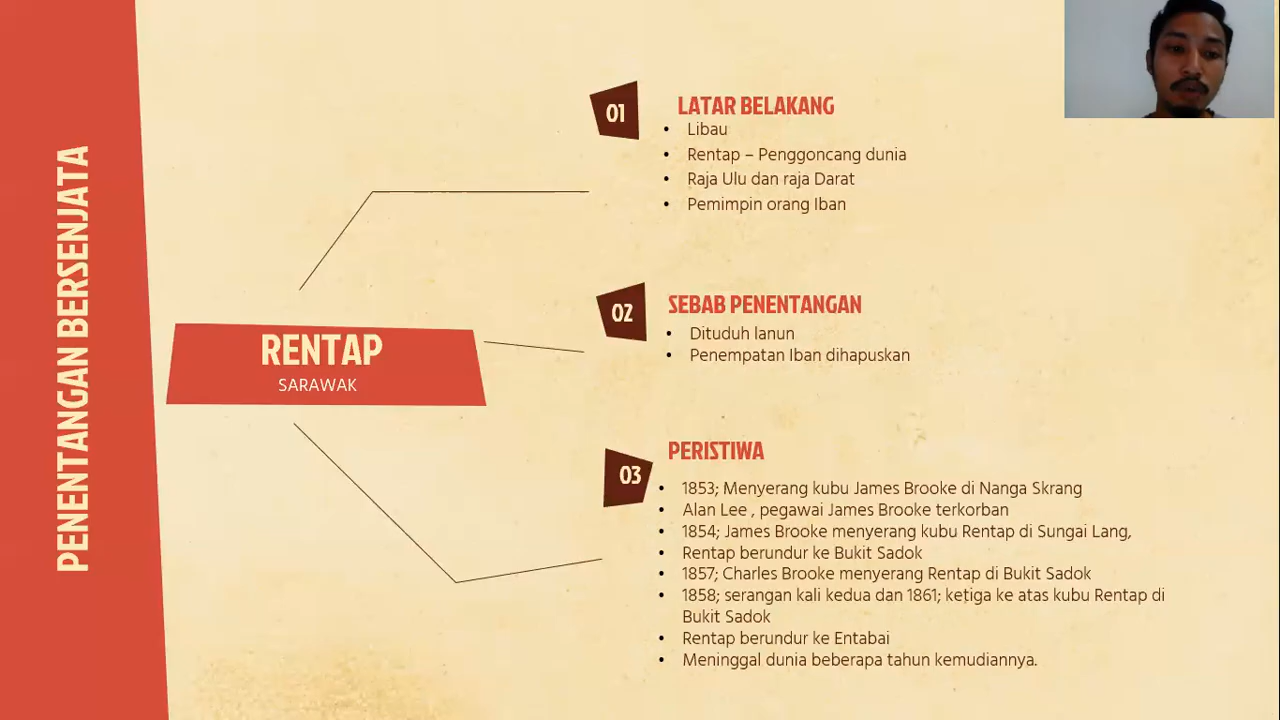 PENENTANGAN BERSENJATA
RENTAP
SARAWAK
01
LATAR BELAKANG
• Libau
• Rentap – Penggoncang dunia
• Raja Ulu dan raja Darat
• Pemimpin orang Iban
02
SEBAB PENENTANGAN
• Dituduh lanun
• Penempatan Iban dihapuskan
03
PERISTIWA
• 1853; Menyerang kubu James Brooke di Nanga Skrang
• Alan Lee , pegawai James Brooke terkorban
• 1854; James Brooke menyerang kubu Rentap di Sungai Lang,
• Rentap berundur ke Bukit Sadok
• 1857; Charles Brooke menyerang Rentap di Bukit Sadok
• 1858; serangan kali kedua dan 1861; ketiga ke atas kubu Rentap di
Bukit Sadok
• Rentap berundur ke Entabai
• Meninggal dunia beberapa tahun kemudiannya.